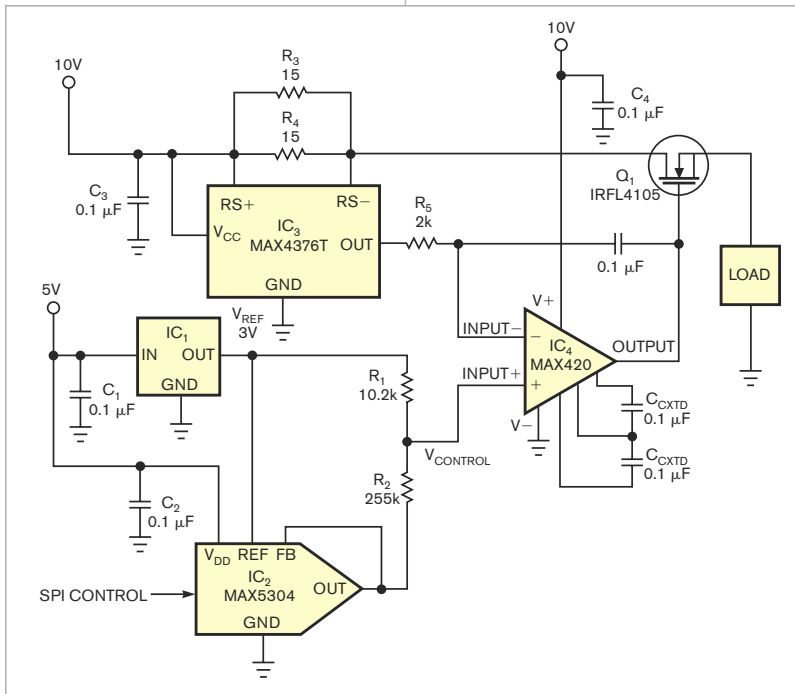 10V
R3
15
R4
15
10V
C4
0.1 µF
C3
0.1 µF
RS+
RS−
IC3
MAX4376T
VCC
OUT
GND
R5
2k
Q1
IRFL4105
0.1 µF
LOAD
5V
VREF
3V
IC1
IN
OUT
GND
C1
0.1 µF
R1
10.2k
VCONTROL
R2
255k
V+
INPUT−
−
IC4
MAX420
INPUT+
+
V−
OUTPUT
CCXTD
0.1 µF
CCXTD
0.1 µF
C2
0.1 µF
VDD REF FB
IC2
MAX5304
OUT
GND
SPI CONTROL